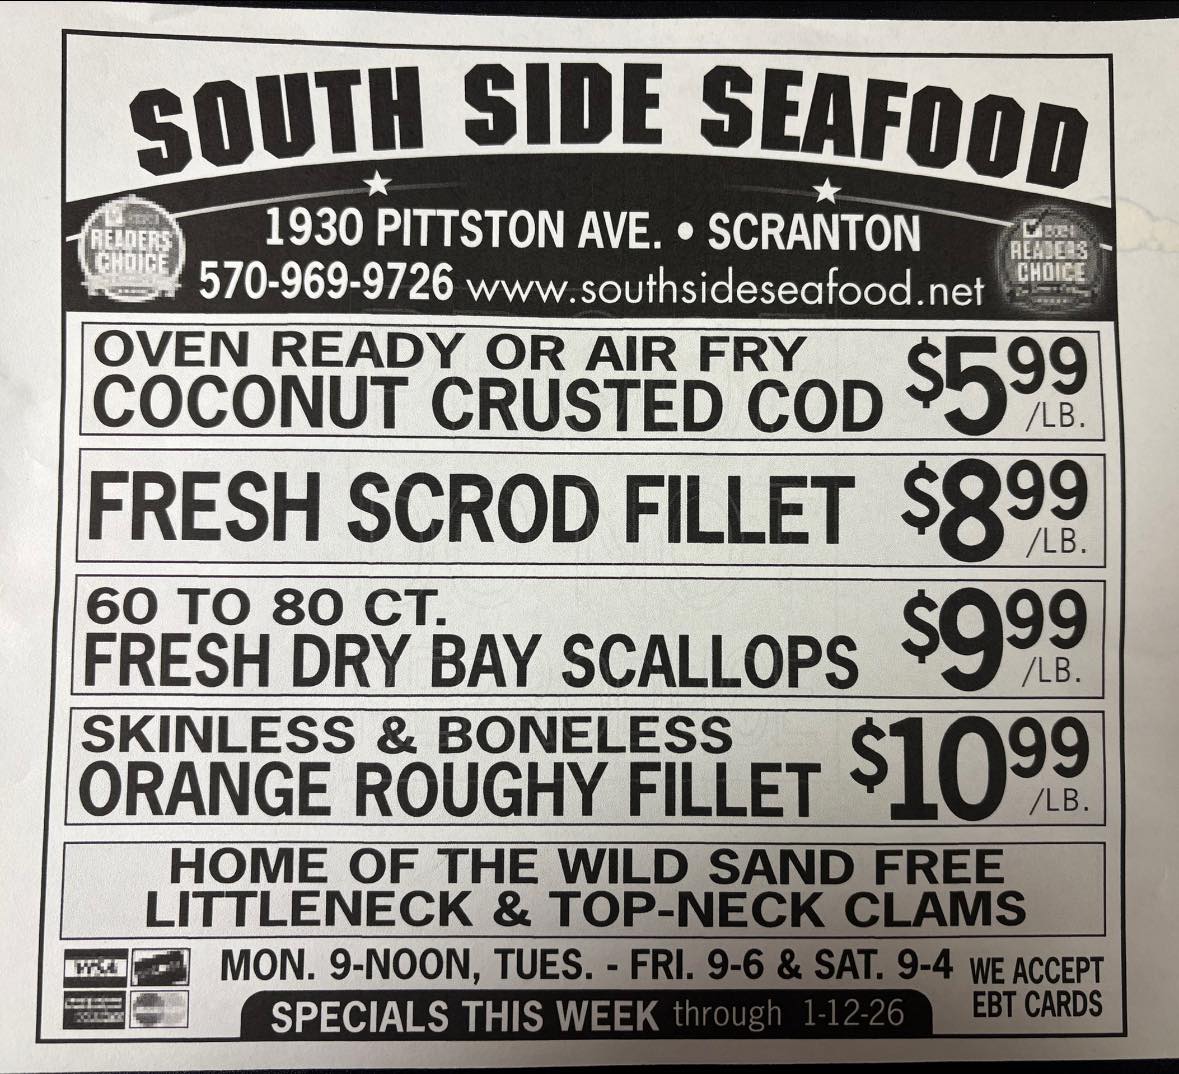 SOUTH SIDE SEAFOOD
1930 PITTSTON AVE. • SCRANTON
570-969-9726 www.southsideseafood.net
READERS
CHOICE
READERS
CHOICE
OVEN READY OR AIR FRY
COCONUT CRUSTED COD $5.99 /LB.
FRESH SCROD FILLET $8.99 /LB.
60 TO 80 CT.
FRESH DRY BAY SCALLOPS $9.99 /LB.
SKINLESS & BONELESS
ORANGE ROUGHY FILLET $10.99 /LB.
HOME OF THE WILD SAND FREE
LITTLENECK & TOP-NECK CLAMS
VISA
MON. 9-NOON, TUES. - FRI. 9-6 & SAT. 9-4
WE ACCEPT
EBT CARDS
SPECIALS THIS WEEK through 1-12-26